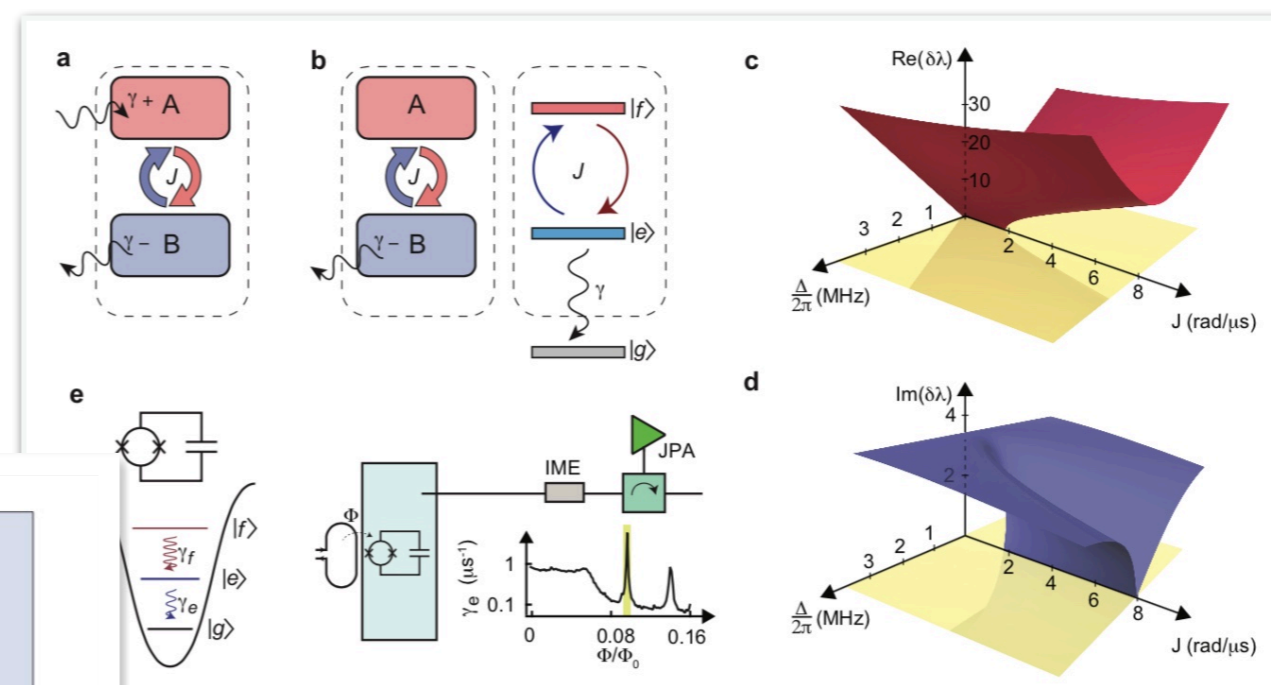 a
γ+ A
J
γ− B
b
A
J
γ− B
|f⟩
J
|e⟩
γ
|g⟩
c
Re(δλ)
30
20
10
3 2 1
2 4 6 8
Δ/2π (MHz)
J (rad/μs)
d
Im(δλ)
4
2
3 2 1
2 4 6 8
Δ/2π (MHz)
J (rad/μs)
e
|f⟩
γf
|e⟩
γe
|g⟩
Φ
IME
JPA
γe (μs⁻¹)
1
0.1
0 0.08 0.16
Φ/Φ₀